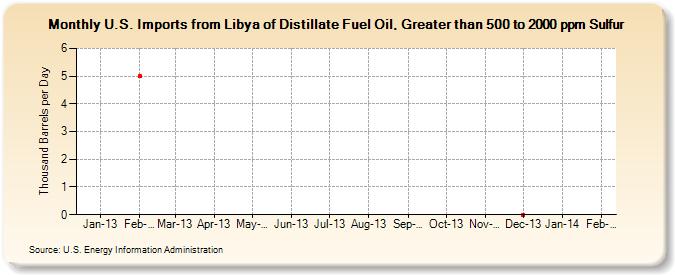 Monthly U.S. Imports from Libya of Distillate Fuel Oil, Greater than 500 to 2000 ppm Sulfur
Thousand Barrels per Day
6
5
4
3
2
1
0
Jan-13 Feb-... Mar-13 Apr-13 May-... Jun-13 Jul-13 Aug-13 Sep-... Oct-13 Nov-... Dec-13 Jan-14 Feb-...
Source: U.S. Energy Information Administration